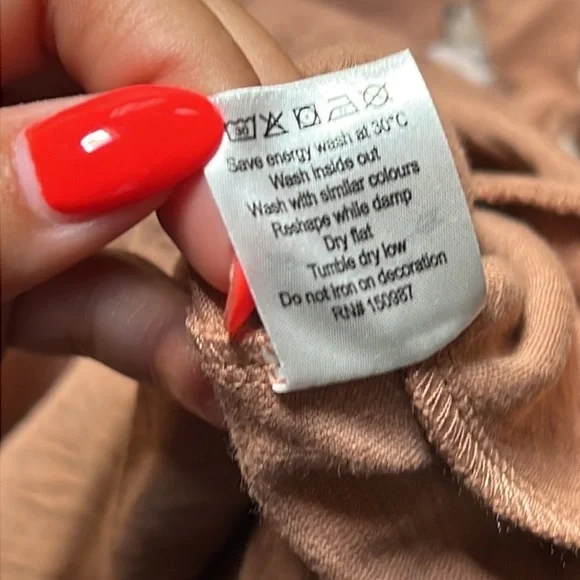 30
Save energy wash at 30°C
Wash inside out
Wash with similar colours
Reshape while damp
Dry flat
Tumble dry low
Do not iron on decoration
RN# 150987